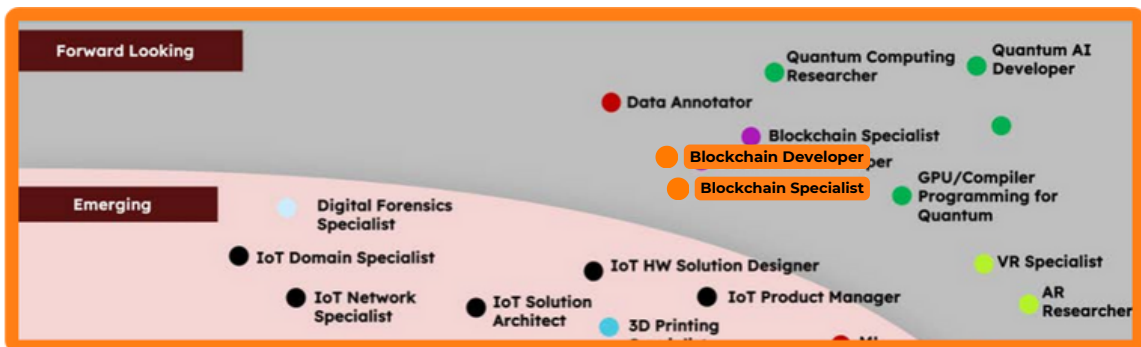 Forward Looking
Quantum Computing
Researcher
Quantum AI
Developer
Data Annotator
Blockchain Specialist
Blockchain Developer
Blockchain Specialist
GPU/Compiler
Programming for
Quantum
Emerging
Digital Forensics
Specialist
IoT Domain Specialist
IoT HW Solution Designer
VR Specialist
IoT Network
Specialist
IoT Solution
Architect
IoT Product Manager
AR
Researcher
3D Printing